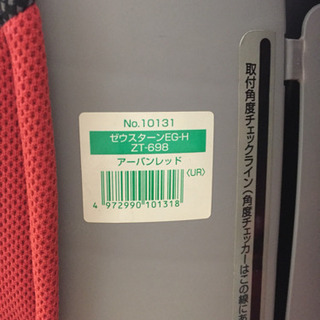 No.10131
ゼウスターンEG-H
ZT-698
アーバンレッド
〈UR〉
4 972990 101318
取付角度チェックライン(角度チェッカーはこの線にあ